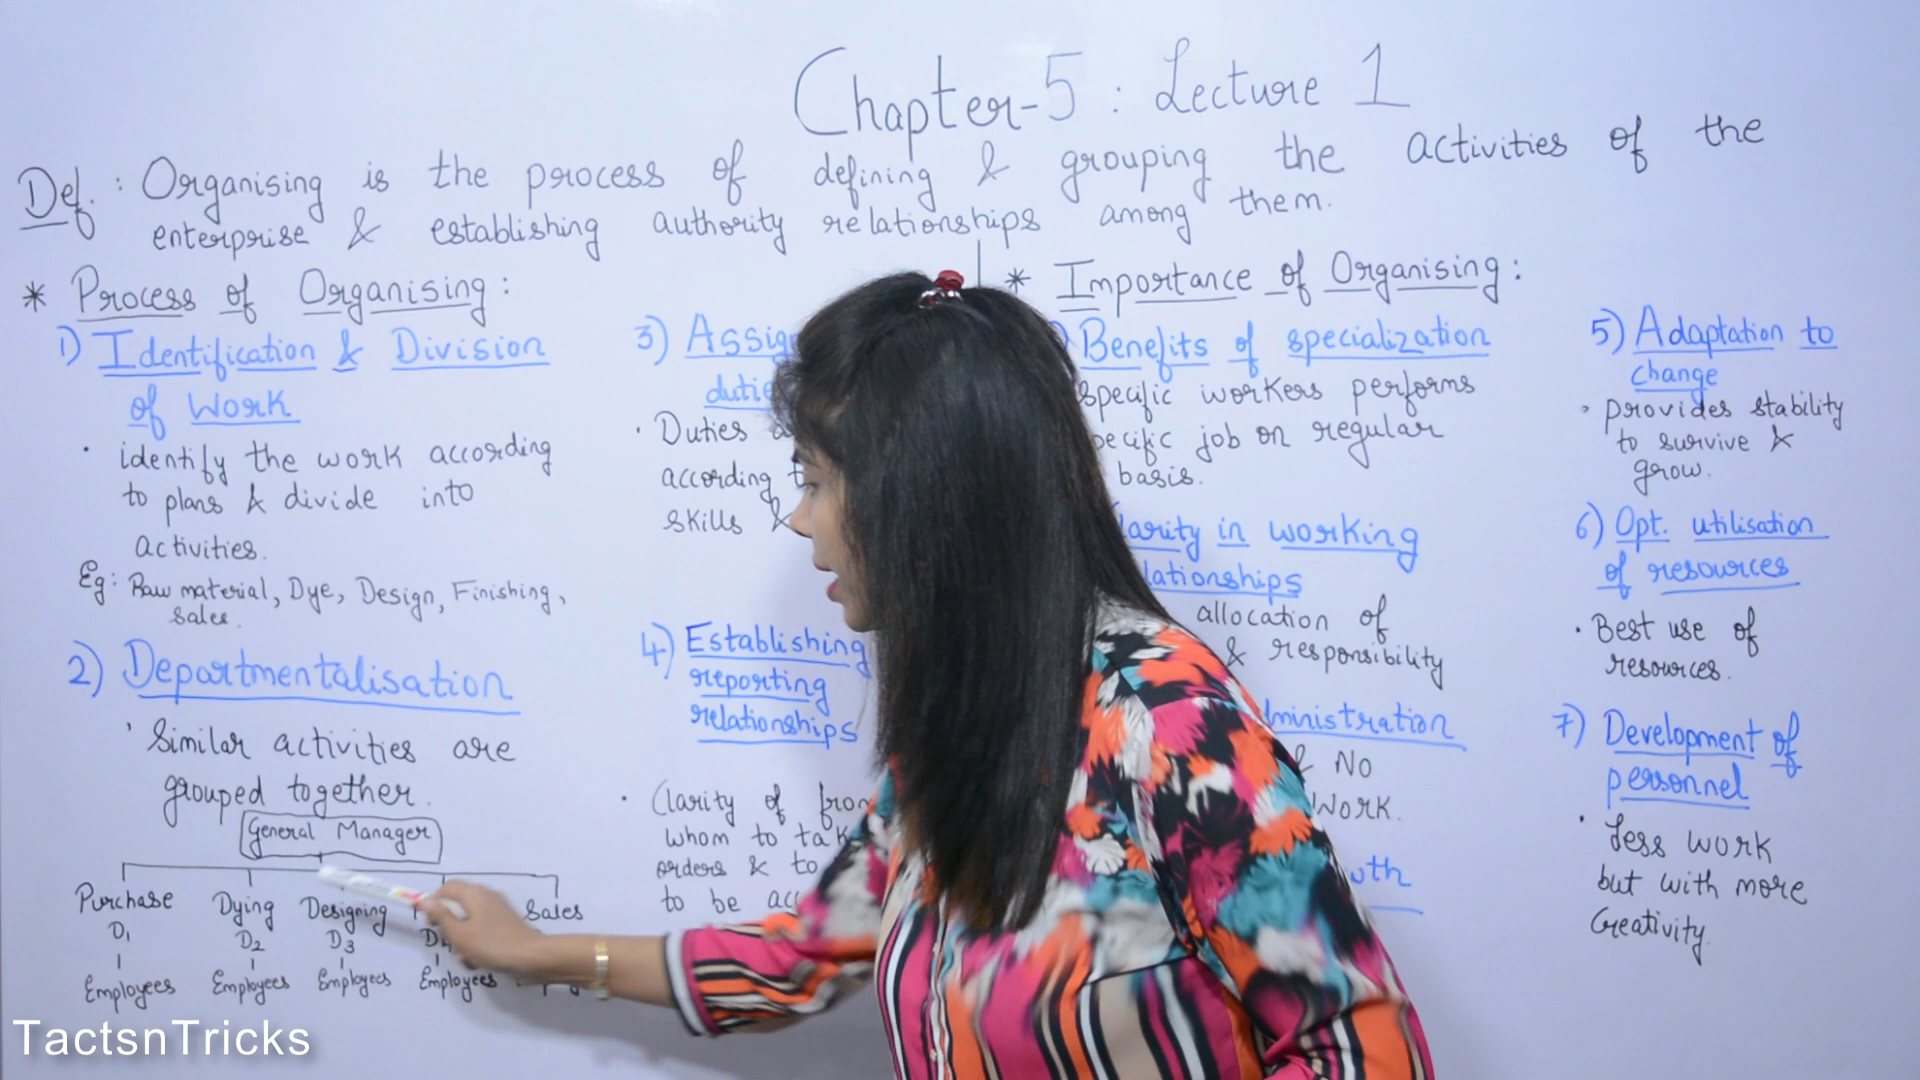 Chapter-5 : Lecture 1
Def. : Organising is the process of defining & grouping the activities of the
enterprise & establishing authority relationships among them.
* Process of Organising :
1) Identification & Division
of Work
· identify the work according
to plans & divide into
activities.
Eg: Raw material, Dye, Design, Finishing,
sales.
2) Departmentalisation
· Similar activities are
grouped together.
General Manager
Purchase Dying Designing Sales
D1 D2 D3
Employees Employees Employees Employees
3)
· Duties
according
skills &
4) Establishing
reporting
relationships
· Clarity of
whom to
orders & to
to be
* Importance of Organising :
Benefits of specialization
specific workers performs
job on regular
basis.
in working
allocation of
& responsibility
No
Work.
5) Adaptation to
change
· provides stability
to survive &
grow.
6) Opt. utilisation
of resources
· Best use of
resources.
7) Development of
personnel
· Less work
but with more
Creativity.
TactsnTricks